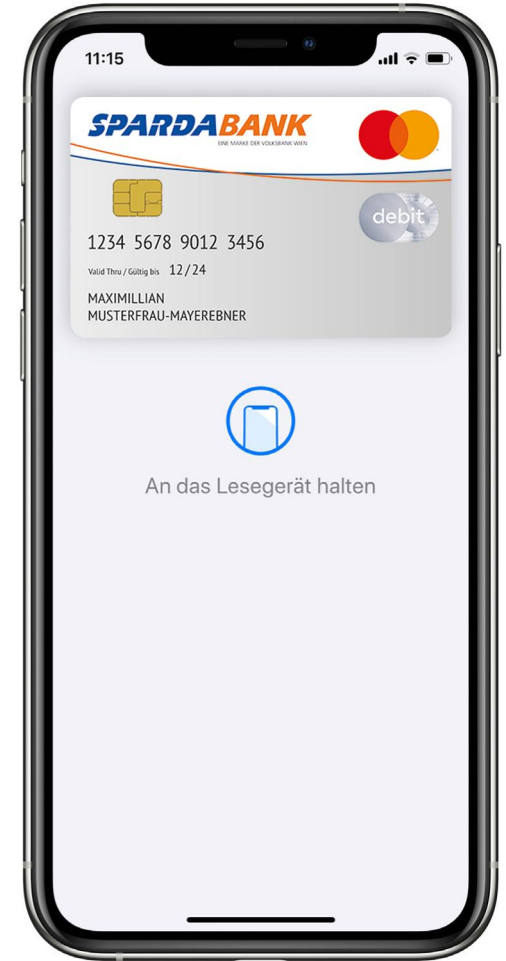 11:15
SPARDABANK
EINE MARKE DER VOLKSBANK WIEN
debit
1234 5678 9012 3456
Valid Thru / Gültig bis 12/24
MAXIMILLIAN
MUSTERFRAU-MAYEREBNER
An das Lesegerät halten